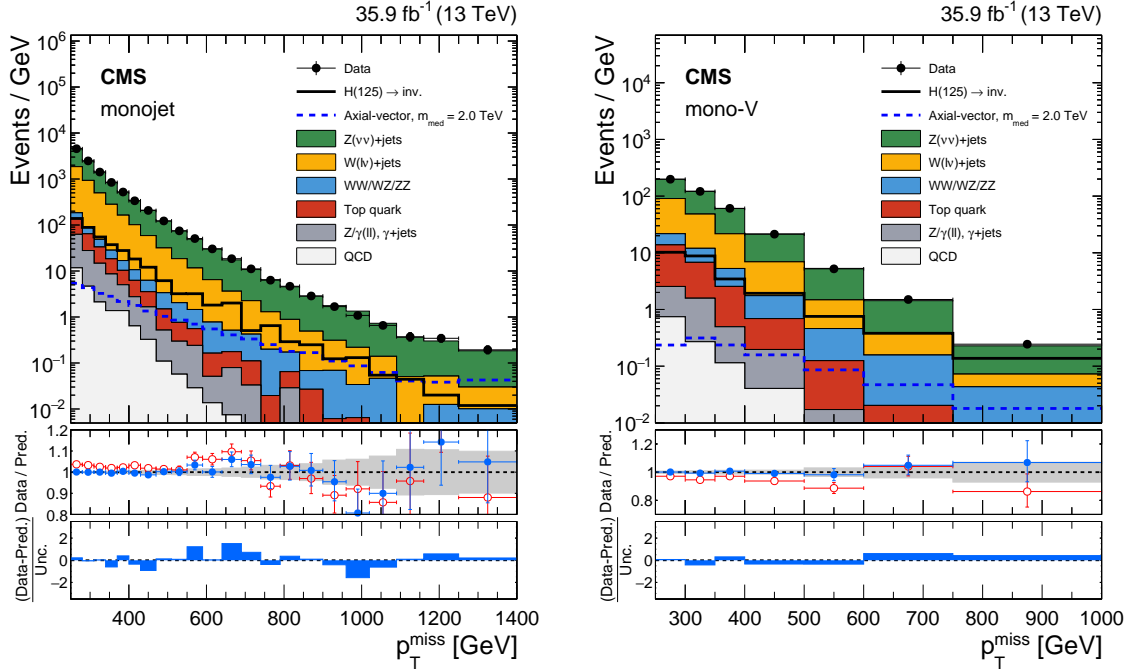 35.9 fb⁻¹ (13 TeV)
Events / GeV
10⁶
10⁵
10⁴
10³
10²
10
1
10⁻¹
10⁻²
CMS
monojet
Data
H(125) → inv.
Axial-vector, m_med = 2.0 TeV
Z(νν)+jets
W(lν)+jets
WW/WZ/ZZ
Top quark
Z/γ(ll), γ+jets
QCD
Data / Pred.
1.2
1.1
1
0.9
0.8
(Data-Pred.)
Unc.
2
0
−2
400 600 800 1000 1200 1400
p_T^miss [GeV]
35.9 fb⁻¹ (13 TeV)
Events / GeV
10⁴
10³
10²
10
1
10⁻¹
10⁻²
CMS
mono-V
Data
H(125) → inv.
Axial-vector, m_med = 2.0 TeV
Z(νν)+jets
W(lν)+jets
WW/WZ/ZZ
Top quark
Z/γ(ll), γ+jets
QCD
Data / Pred.
1.2
1.1
1
0.9
0.8
(Data-Pred.)
Unc.
2
0
−2
300 400 500 600 700 800 900 1000
p_T^miss [GeV]